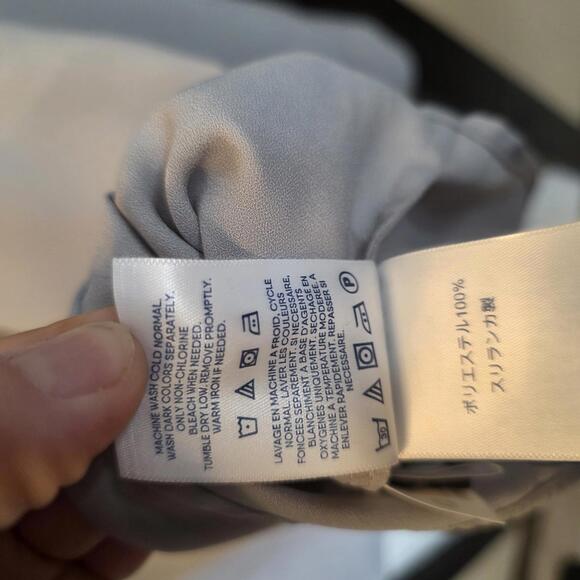 MACHINE WASH COLD NORMAL.
WASH DARK COLORS SEPARATELY.
ONLY NON-CHLORINE
BLEACH WHEN NEEDED.
TUMBLE DRY LOW. REMOVE PROMPTLY.
WARM IRON IF NEEDED.
LAVAGE EN MACHINE A FROID, CYCLE
NORMAL. LAVER LES COULEURS
FONCEES SEPAREMENT. SI NECESSAIRE,
BLANCHIMENT A BASE D'AGENTS
OXYGENES UNIQUEMENT. SECHAGE EN
MACHINE A TEMPERATURE MODEREE. A
ENLEVER RAPIDEMENT. REPASSER SI
NECESSAIRE.
30
P
ポリエステル100%
スリランカ製